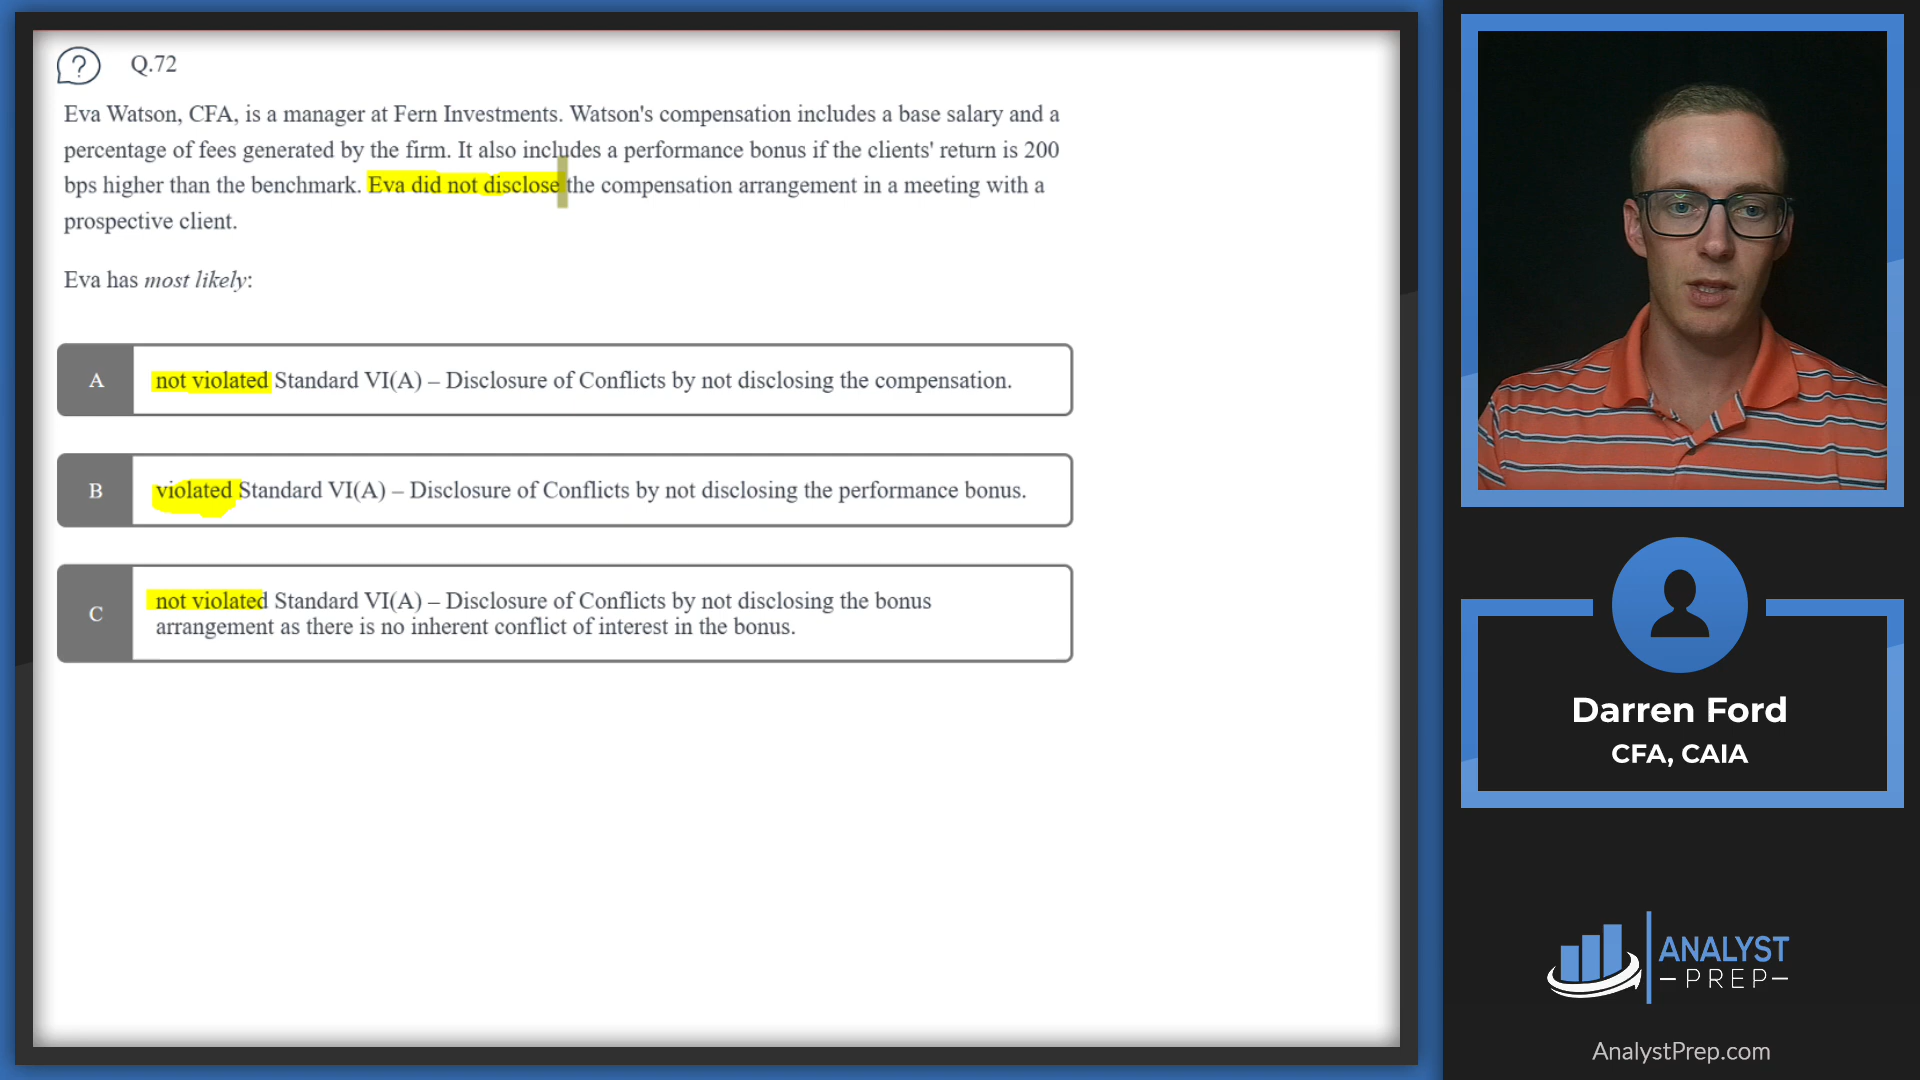 ? Q.72
Eva Watson, CFA, is a manager at Fern Investments. Watson's compensation includes a base salary and a
percentage of fees generated by the firm. It also includes a performance bonus if the clients' return is 200
bps higher than the benchmark. Eva did not disclose the compensation arrangement in a meeting with a
prospective client.
Eva has most likely:
A not violated Standard VI(A) – Disclosure of Conflicts by not disclosing the compensation.
B violated Standard VI(A) – Disclosure of Conflicts by not disclosing the performance bonus.
C not violated Standard VI(A) – Disclosure of Conflicts by not disclosing the bonus
arrangement as there is no inherent conflict of interest in the bonus.
Darren Ford
CFA, CAIA
ANALYST
PREP
AnalystPrep.com